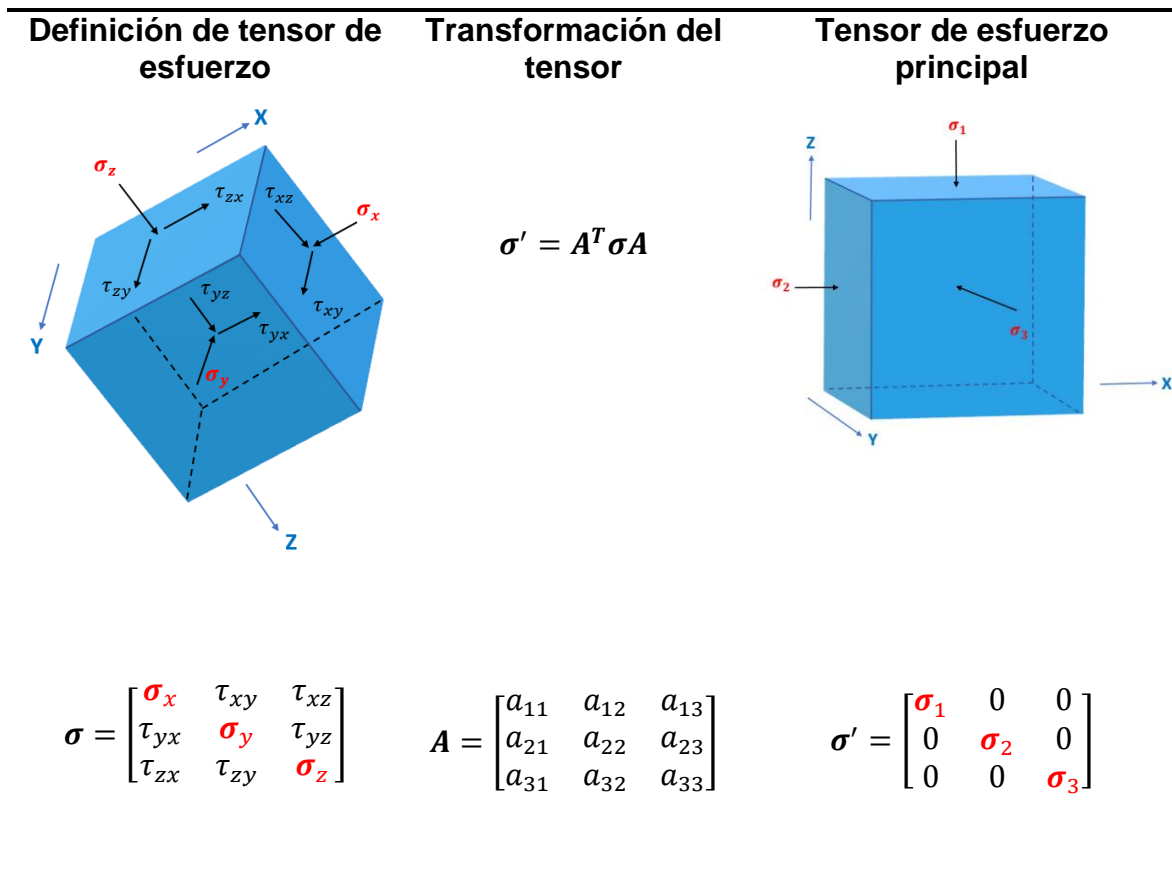 Definición de tensor de esfuerzo
Transformación del tensor
Tensor de esfuerzo principal
X
σz
τzx
τxz
σx
τzy
τyz
τxy
τyx
Y
σy
Z
σ′ = AᵀσA
σ1
Z
σ2
σ3
X
Y
σ = [σx τxy τxz
τyx σy τyz
τzx τzy σz]
A = [a11 a12 a13
a21 a22 a23
a31 a32 a33]
σ′ = [σ1 0 0
0 σ2 0
0 0 σ3]